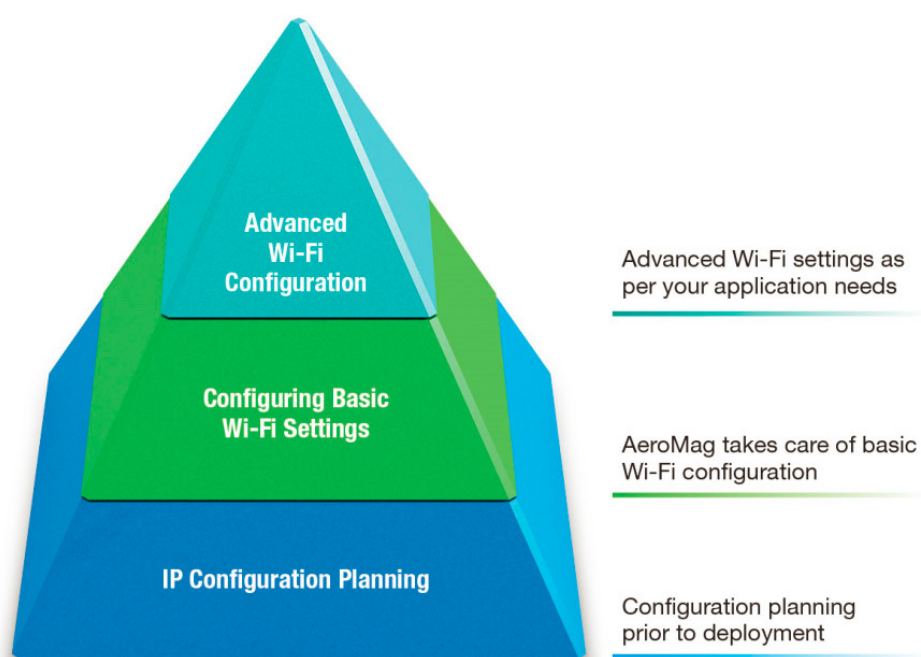 Advanced
Wi-Fi
Configuration
Advanced Wi-Fi settings as
per your application needs
Configuring Basic
Wi-Fi Settings
AeroMag takes care of basic
Wi-Fi configuration
IP Configuration Planning
Configuration planning
prior to deployment